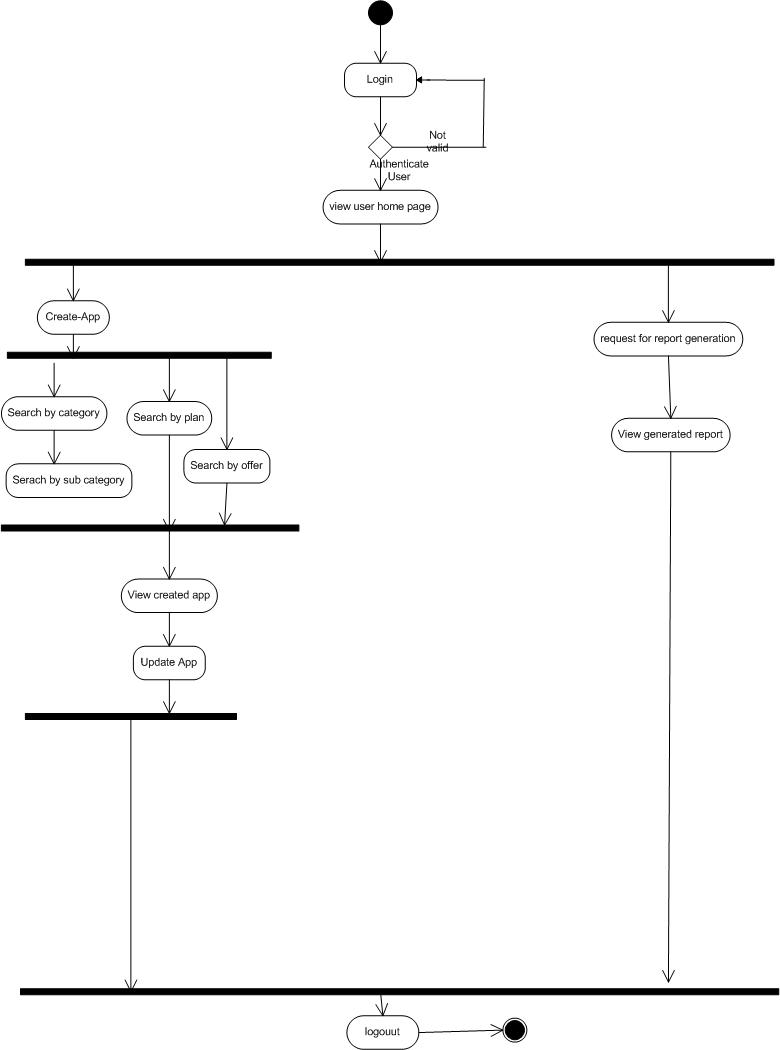 Login
Not
valid
Authenticate
User
view user home page
Create-App
request for report generation
Search by category
Search by plan
View generated report
Search by offer
Serach by sub category
View created app
Update App
logouut